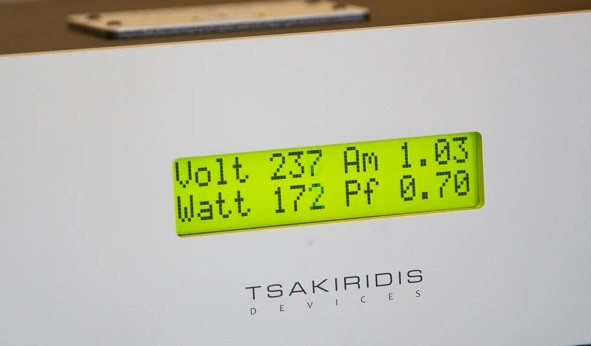 Volt 237 Am 1.03
Watt 172 Pf 0.70
TSAKIRIDIS
DEVICES